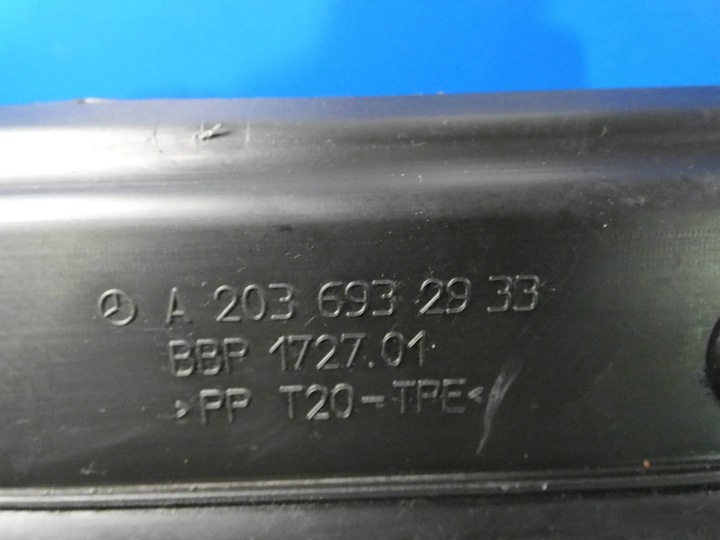 A 203 693 29 33
BBP 1727.01
>PP T20-TPE<